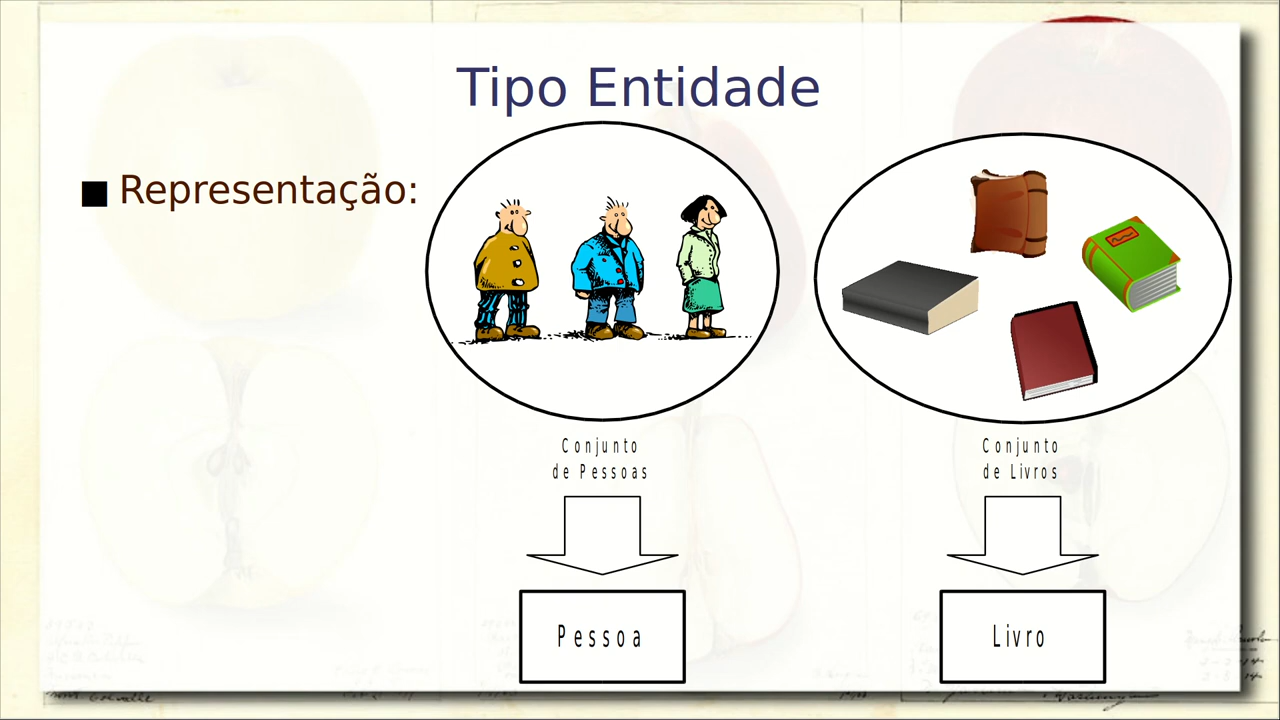 Tipo Entidade
■ Representação:
Conjunto
de Pessoas
Conjunto
de Livros
Pessoa
Livro